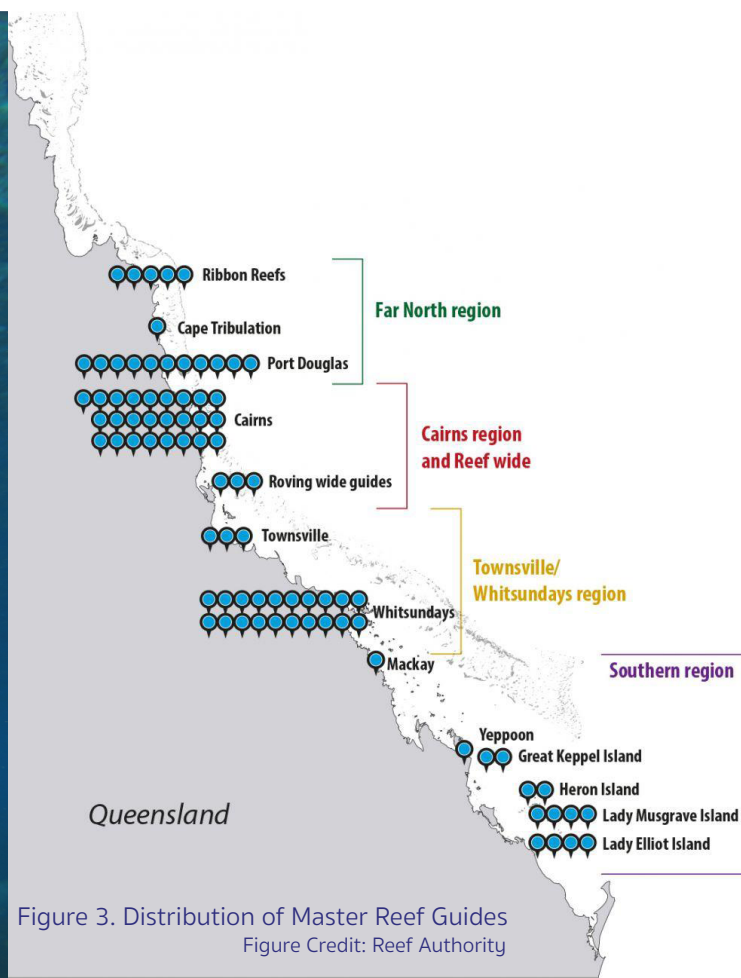 Ribbon Reefs
Far North region
Cape Tribulation
Port Douglas
Cairns
Cairns region
and Reef wide
Roving wide guides
Townsville
Townsville/
Whitsundays region
Whitsundays
Mackay
Southern region
Yeppoon
Great Keppel Island
Heron Island
Lady Musgrave Island
Queensland
Lady Elliot Island
Figure 3. Distribution of Master Reef Guides
Figure Credit: Reef Authority